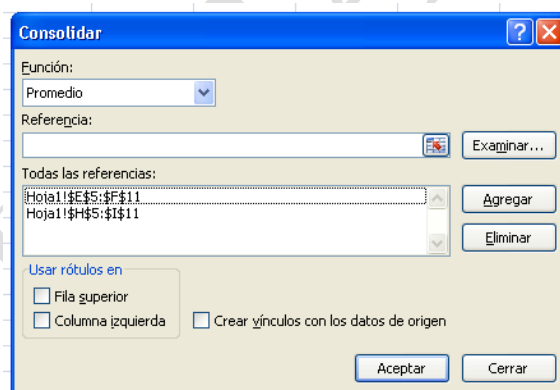 Consolidar
Función:
Promedio
Referencia:
Examinar...
Todas las referencias:
Hoja1!$E$5:$F$11
Hoja1!$H$5:$I$11
Agregar
Eliminar
Usar rótulos en
Fila superior
Columna izquierda
Crear vínculos con los datos de origen
Aceptar
Cerrar